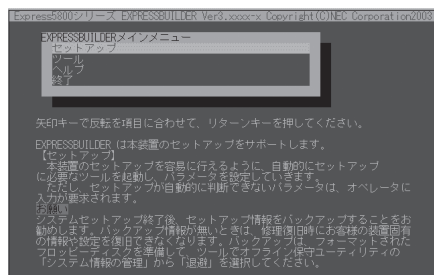 Express5800シリーズ EXPRESSBUILDER Ver3.xxxx-x Copyright(C)NEC Corporation2003
EXPRESSBUILDERメインメニュー
セットアップ
ツール
ヘルプ
終了
矢印キーで反転を項目に合わせて、リターンキーを押してください。
EXPRESSBUILDER は本装置のセットアップをサポートします。
【セットアップ】
本装置のセットアップを容易に行えるように、自動的にセットアップ
に必要なツールを起動し、パラメータを設定していきます。
ただし、セットアップが自動的に判断できないパラメータは、オペレータに
入力が要求されます。
システムセットアップ終了後、セットアップ情報をバックアップすることをお
勧めします。バックアップ情報が無いときは、修理復旧時にお客様の装置固有
の情報や設定を復旧できなくなります。バックアップは、フォーマットされた
フロッピーディスクを準備して、ツールでオフライン保守ユーティリティの
「システム情報の管理」から「退避」を選択してください。